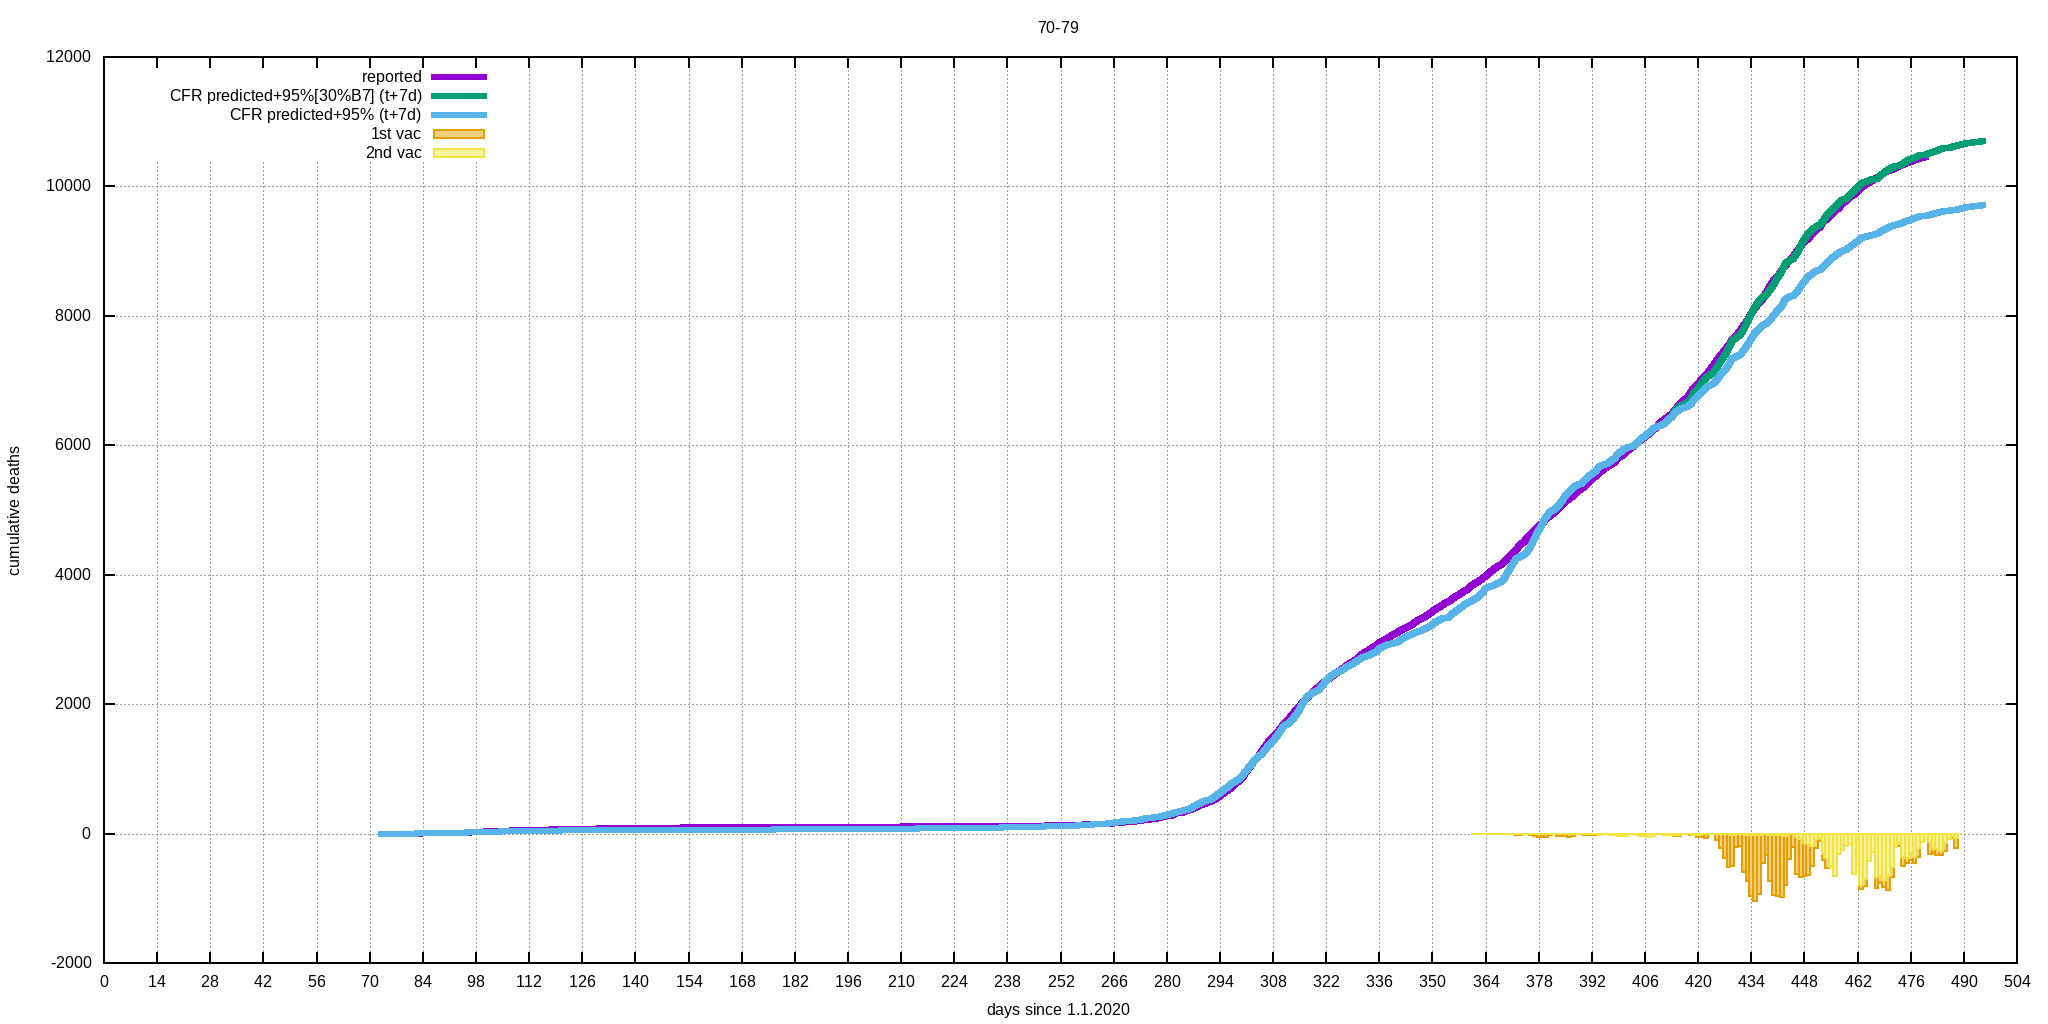 70-79
12000
10000
8000
6000
4000
2000
0
-2000
cumulative deaths
reported
CFR predicted+95%[30%B7] (t+7d)
CFR predicted+95% (t+7d)
1st vac
2nd vac
0 14 28 42 56 70 84 98 112 126 140 154 168 182 196 210 224 238 252 266 280 294 308 322 336 350 364 378 392 406 420 434 448 462 476 490 504
days since 1.1.2020